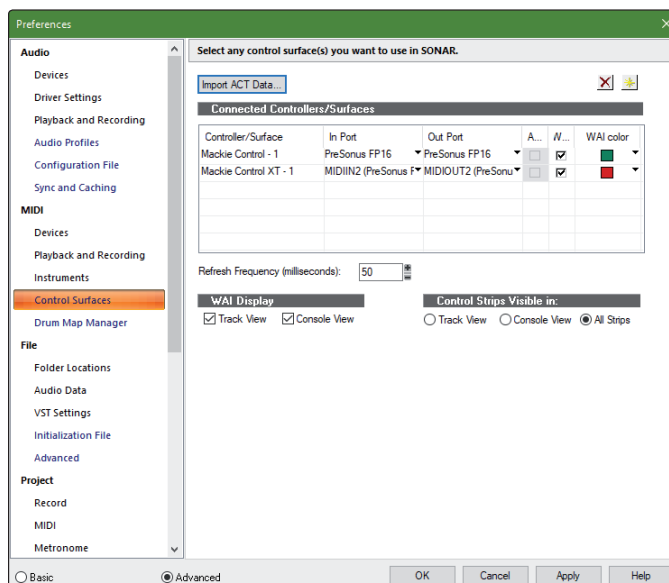 Preferences
Audio
Devices
Driver Settings
Playback and Recording
Audio Profiles
Configuration File
Sync and Caching
MIDI
Devices
Playback and Recording
Instruments
Control Surfaces
Drum Map Manager
File
Folder Locations
Audio Data
VST Settings
Initialization File
Advanced
Project
Record
MIDI
Metronome
Basic Advanced
Select any control surface(s) you want to use in SONAR.
Import ACT Data...
Connected Controllers/Surfaces
Controller/Surface In Port Out Port A... W... WAI color
Mackie Control - 1 PreSonus FP16 PreSonus FP16
Mackie Control XT - 1 MIDIIN2 (PreSonus F MIDIOUT2 (PreSonu
Refresh Frequency (milliseconds): 50
WAI Display
Track View Console View
Control Strips Visible in:
Track View Console View All Strips
OK Cancel Apply Help